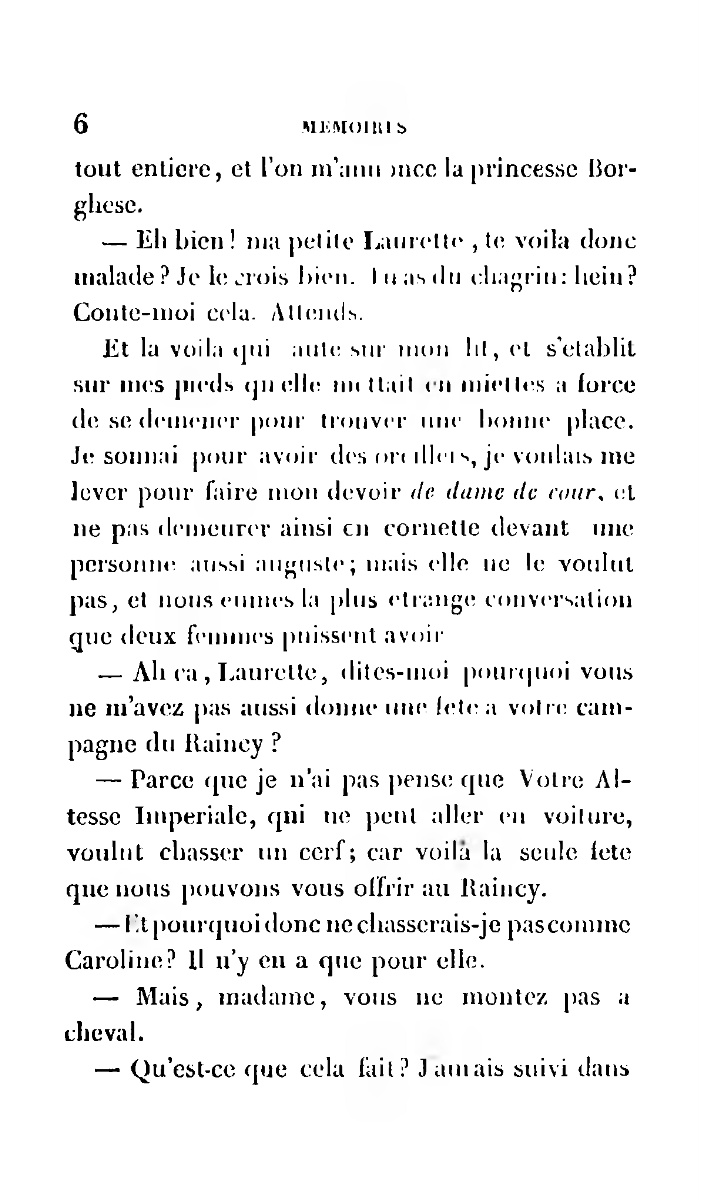 6 MEMOIRES
tout entiere, et l'on m'annonce la princesse Bor-
ghese.
— Eh bien! ma petite Laurette, te voila donc
malade? Je le crois bien. Tu as du chagrin: hein?
Conte-moi cela. Attends.
Et la voila qui saute sur mon lit, et s'etablit
sur mes pieds qu'elle mettait en miettes a force
de se demener pour trouver une bonne place.
Je sonnai pour avoir des oreillers, je voulais me
lever pour faire mon devoir de dame de cour, et
ne pas demeurer ainsi en cornette devant une
personne aussi auguste; mais elle ne le voulut
pas, et nous eumes la plus etrange conversation
que deux femmes puissent avoir
— Ah ca, Laurette, dites-moi pourquoi vous
ne m'avez pas aussi donne une fete a votre cam-
pagne du Raincy?
— Parce que je n'ai pas pense que Votre Al-
tesse Imperiale, qui ne peut aller en voiture,
voulut chasser un cerf; car voilà la seule fete
que nous pouvons vous offrir au Raincy.
— Et pourquoi donc ne chasserais-je pas comme
Caroline? Il n'y en a que pour elle.
— Mais, madame, vous ne montez pas a
cheval.
— Qu'est-ce que cela fait? J'aurais suivi dans